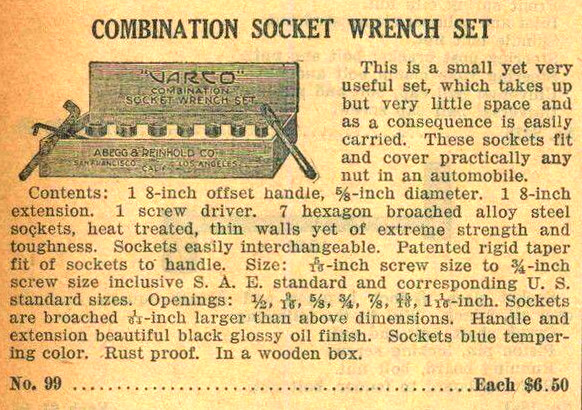 COMBINATION SOCKET WRENCH SET
"VARCO"
COMBINATION
SOCKET WRENCH SET
ABEGG & REINHOLD CO.
SAN FRANCISCO LOS ANGELES
CALIF.
This is a small yet very
useful set, which takes up
but very little space and
as a consequence is easily
carried. These sockets fit
and cover practically any
nut in an automobile.
Contents: 1 8-inch offset handle, ⅝-inch diameter. 1 8-inch
extension. 1 screw driver. 7 hexagon broached alloy steel
sockets, heat treated, thin walls yet of extreme strength and
toughness. Sockets easily interchangeable. Patented rigid taper
fit of sockets to handle. Size: 5/16-inch screw size to ¾-inch
screw size inclusive S. A. E. standard and corresponding U. S.
standard sizes. Openings: ½, 9/16, ⅝, ¾, ⅞, 15/16, 1 1/16-inch. Sockets
are broached -inch larger than above dimensions. Handle and
extension beautiful black glossy oil finish. Sockets blue temper-
ing color. Rust proof. In a wooden box.
No. 99 ........................................Each $6.50